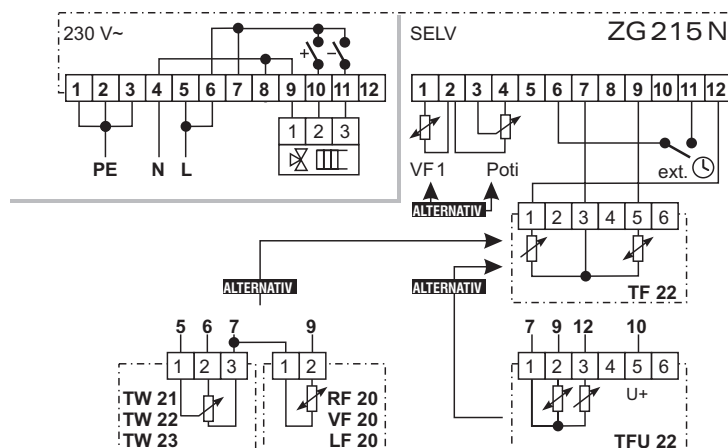 230 V~
SELV ZG 215 N
+ −
1 2 3 4 5 6 7 8 9 10 11 12
1 2 3 4 5 6 7 8 9 10 11 12
1 2 3
PE N L
VF1 Poti ext.
ALTERNATIV
1 2 3 4 5 6
TF 22
ALTERNATIV
ALTERNATIV
5 6 7 9
7 9 12 10
1 2 3
1 2
1 2 3 4 5 6
U+
TW 21
TW 22
TW 23
RF 20
VF 20
LF 20
TFU 22